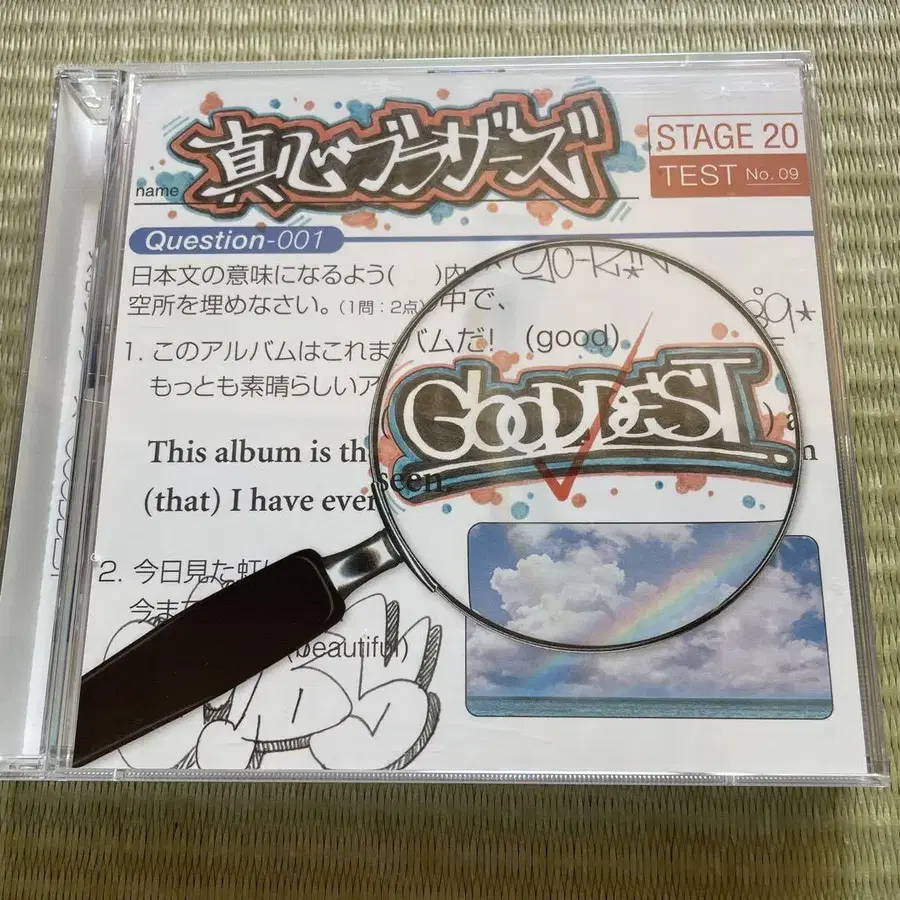 真心ブラザーズ
STAGE 20
TEST No. 09
name
Question-001
日本文の意味になるよう( )内
空所を埋めなさい。(1問:2点) 中で、
1. このアルバムはこれま バムだ! (good)
もっとも素晴らしいア
GOODDEST
This album is th
(that) I have ever seen.
2. 今日見た虹
今まで
(beautiful)